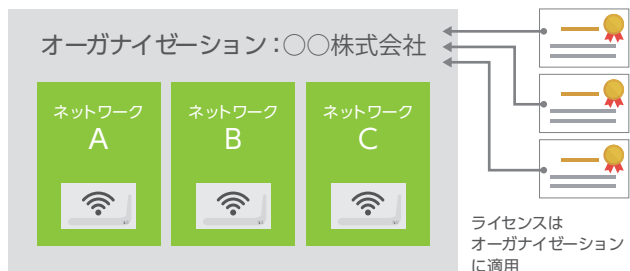 オーガナイゼーション：○○株式会社
ネットワーク
A
ネットワーク
B
ネットワーク
C
ライセンスは
オーガナイゼーション
に適用